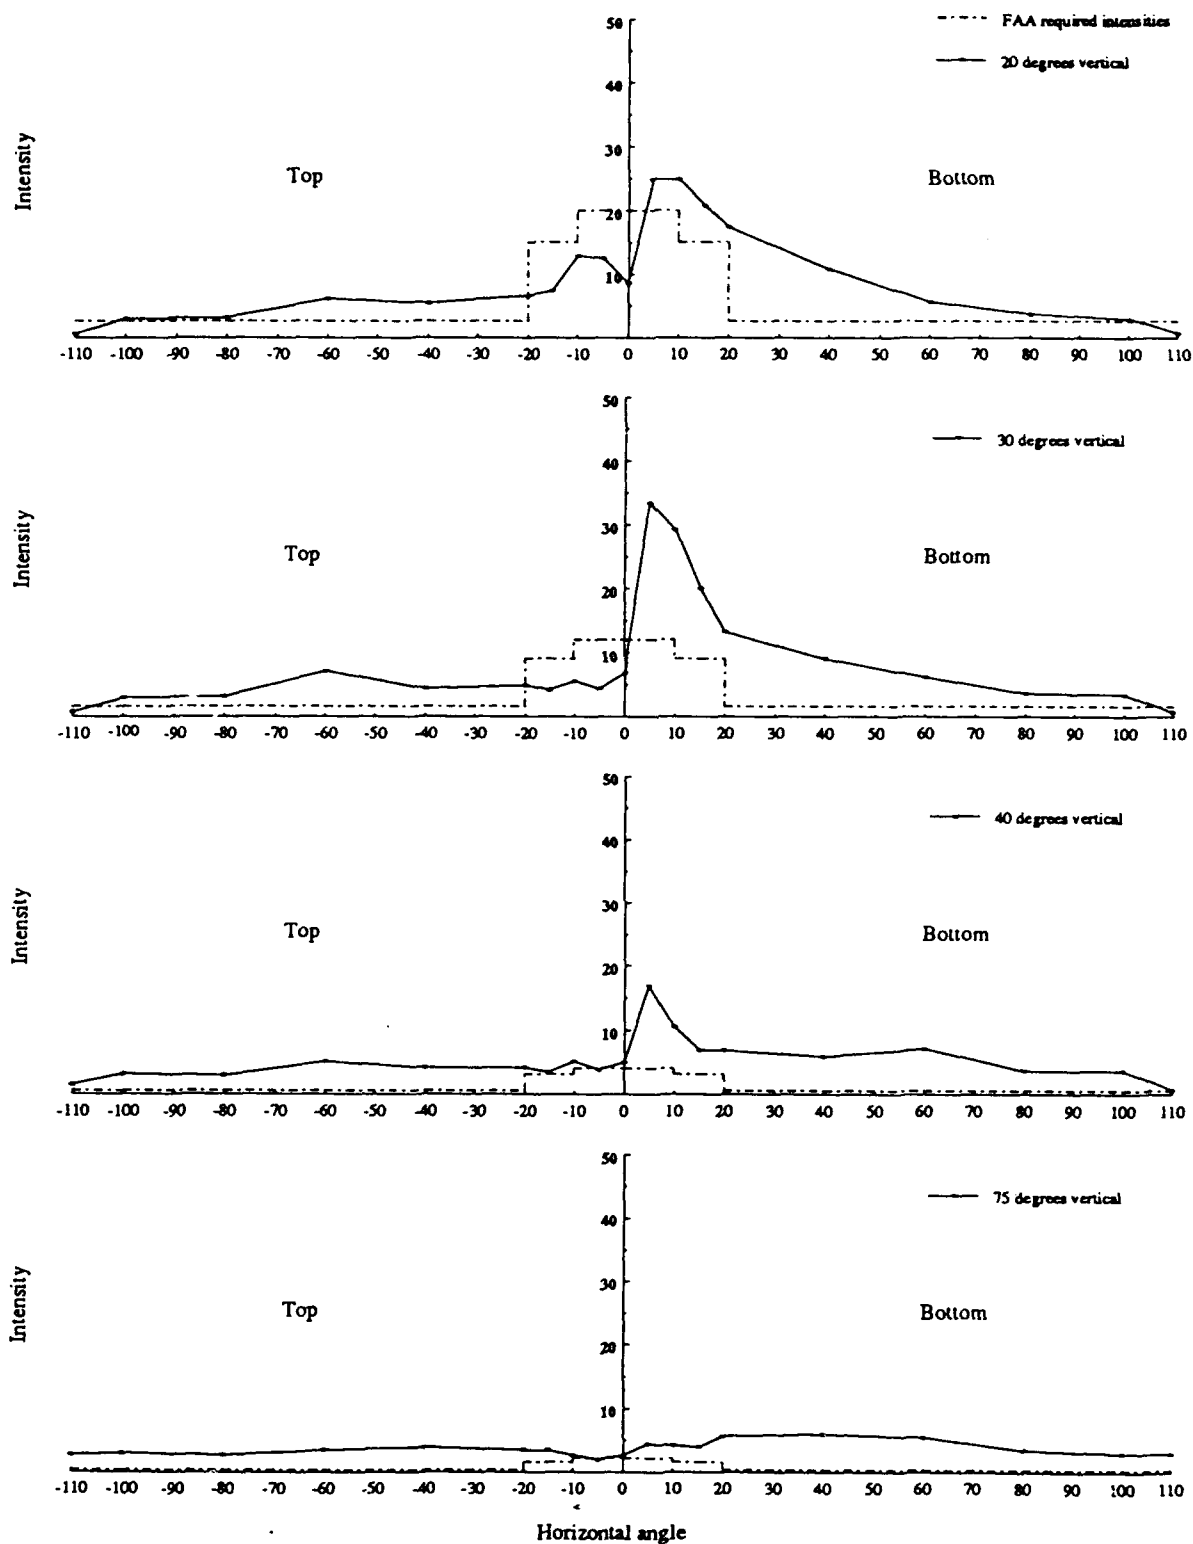 50
FAA required intensities
20 degrees vertical
40
30
Intensity
Top
Bottom
20
10
-110 -100 -90 -80 -70 -60 -50 -40 -30 -20 -10 0 10 20 30 40 50 60 70 80 90 100 110
50
30 degrees vertical
40
30
Intensity
Top
Bottom
20
10
-110 -100 -90 -80 -70 -60 -50 -40 -30 -20 -10 0 10 20 30 40 50 60 70 80 90 100 110
50
40 degrees vertical
40
30
Intensity
Top
Bottom
20
10
-110 -100 -90 -80 -70 -60 -50 -40 -30 -20 -10 0 10 20 30 40 50 60 70 80 90 100 110
50
75 degrees vertical
40
30
Intensity
Top
Bottom
20
10
-110 -100 -90 -80 -70 -60 -50 -40 -30 -20 -10 0 10 20 30 40 50 60 70 80 90 100 110
Horizontal angle